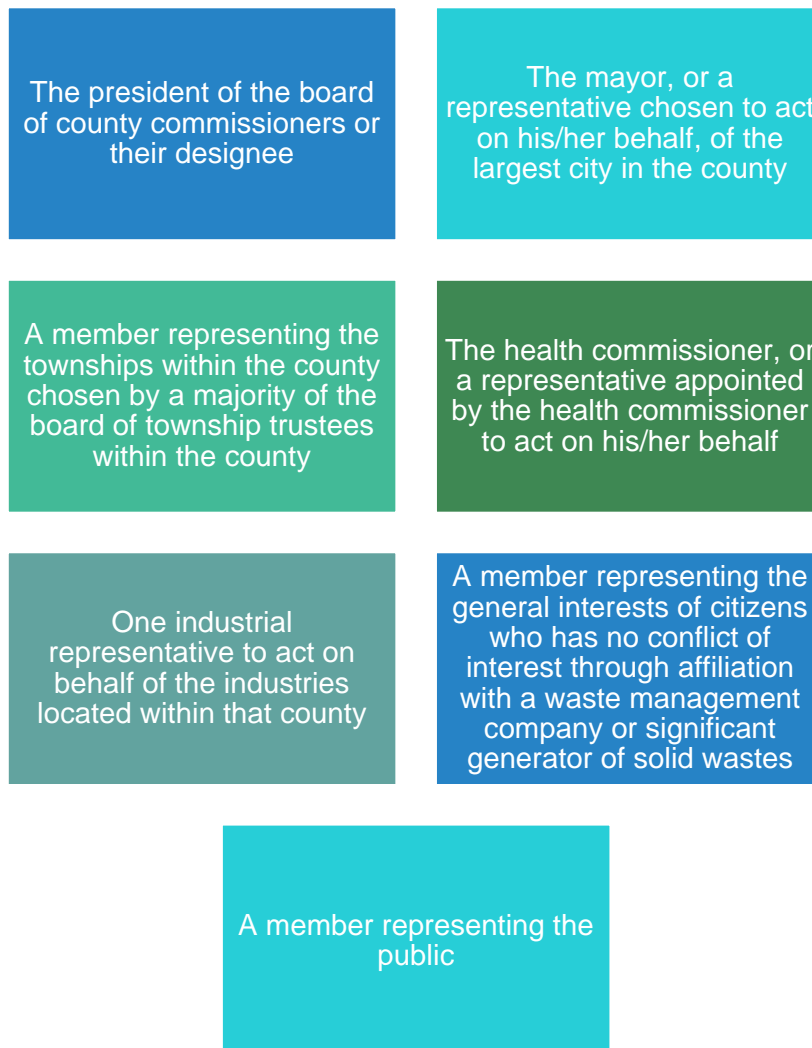 The president of the board
of county commissioners or
their designee
The mayor, or a
representative chosen to act
on his/her behalf, of the
largest city in the county
A member representing the
townships within the county
chosen by a majority of the
board of township trustees
within the county
The health commissioner, or
a representative appointed
by the health commissioner
to act on his/her behalf
One industrial
representative to act on
behalf of the industries
located within that county
A member representing the
general interests of citizens
who has no conflict of
interest through affiliation
with a waste management
company or significant
generator of solid wastes
A member representing the
public